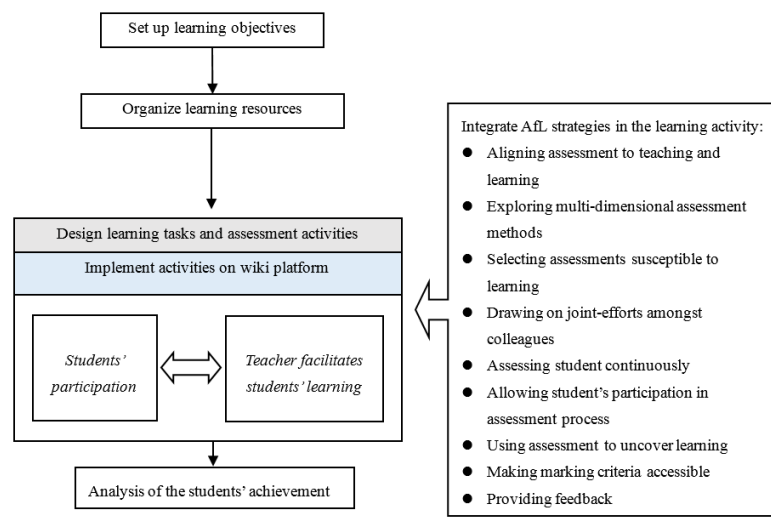 Set up learning objectives
Organize learning resources
Design learning tasks and assessment activities
Implement activities on wiki platform
Students’
participation
Teacher facilitates
students’ learning
Analysis of the students’ achievement
Integrate AfL strategies in the learning activity:
● Aligning assessment to teaching and
learning
● Exploring multi-dimensional assessment
methods
● Selecting assessments susceptible to
learning
● Drawing on joint-efforts amongst
colleagues
● Assessing student continuously
● Allowing student’s participation in
assessment process
● Using assessment to uncover learning
● Making marking criteria accessible
● Providing feedback